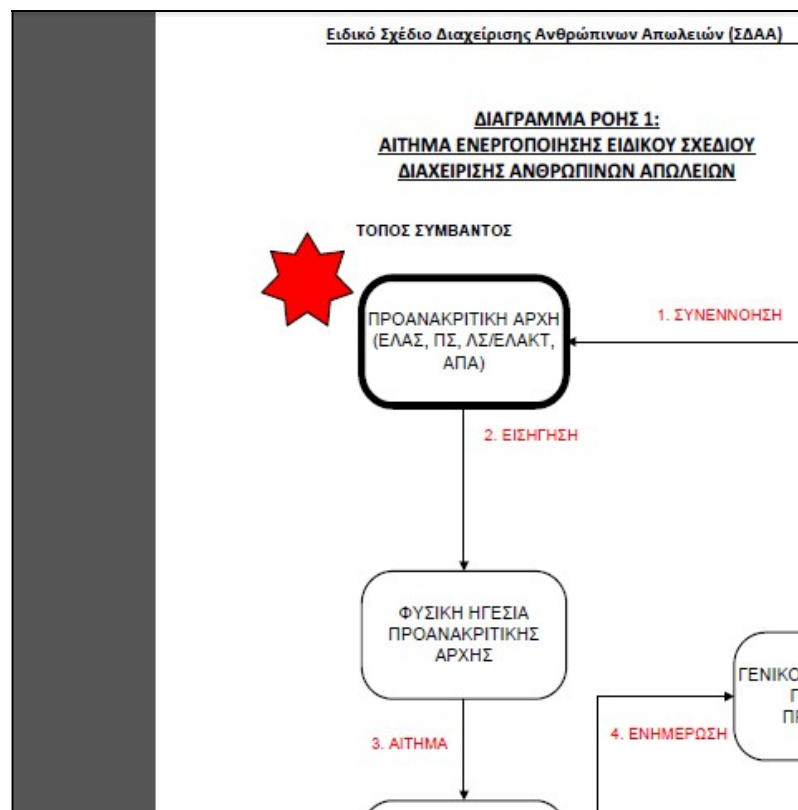 Ειδικό Σχέδιο Διαχείρισης Ανθρώπινων Απωλειών (ΣΔΑΑ)
ΔΙΑΓΡΑΜΜΑ ΡΟΗΣ 1:
ΑΙΤΗΜΑ ΕΝΕΡΓΟΠΟΙΗΣΗΣ ΕΙΔΙΚΟΥ ΣΧΕΔΙΟΥ
ΔΙΑΧΕΙΡΙΣΗΣ ΑΝΘΡΩΠΙΝΩΝ ΑΠΩΛΕΙΩΝ
ΤΟΠΟΣ ΣΥΜΒΑΝΤΟΣ
ΠΡΟΑΝΑΚΡΙΤΙΚΗ ΑΡΧΗ
(ΕΛΑΣ, ΠΣ, ΛΣ/ΕΛΑΚΤ,
ΑΠΑ)
1. ΣΥΝΕΝΝΟΗΣΗ
2. ΕΙΣΗΓΗΣΗ
ΦΥΣΙΚΗ ΗΓΕΣΙΑ
ΠΡΟΑΝΑΚΡΙΤΙΚΗΣ
ΑΡΧΗΣ
3. ΑΙΤΗΜΑ
4. ΕΝΗΜΕΡΩΣΗ